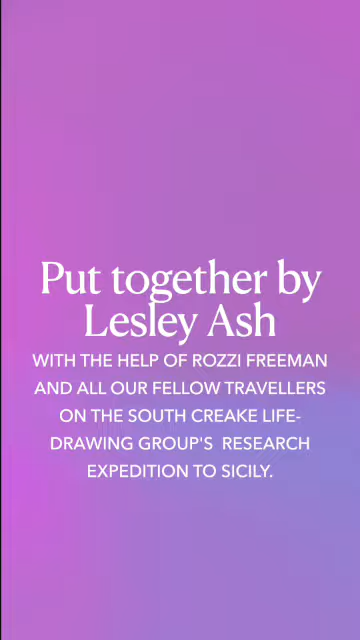 Put together by
Lesley Ash
WITH THE HELP OF ROZZI FREEMAN
AND ALL OUR FELLOW TRAVELLERS
ON THE SOUTH CREAKE LIFE-
DRAWING GROUP'S  RESEARCH
EXPEDITION TO SICILY.